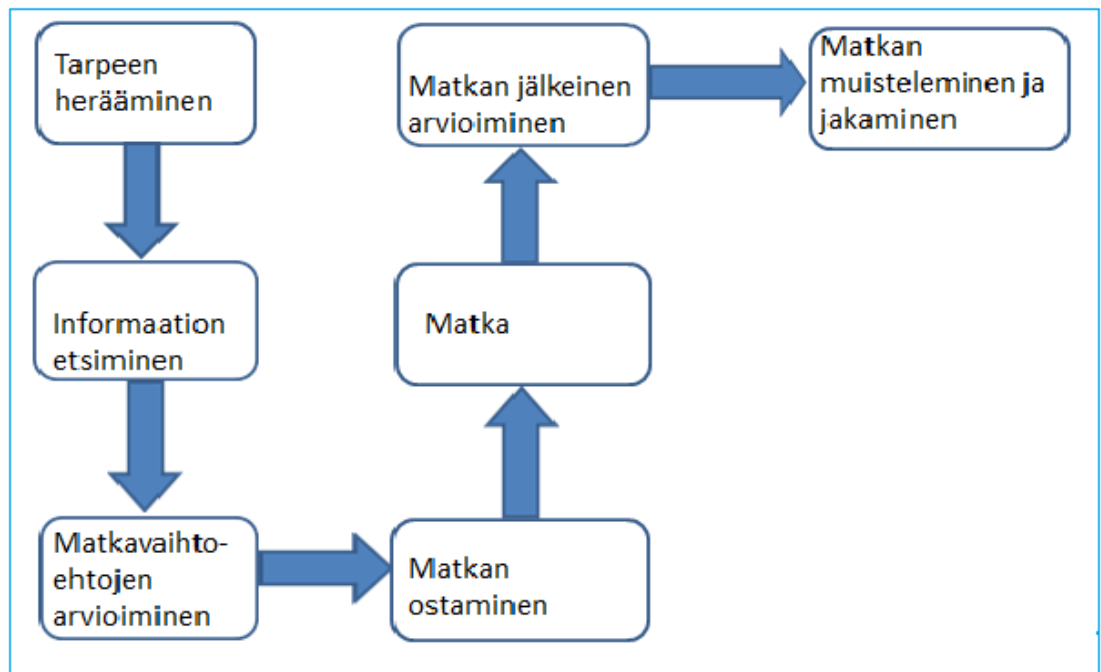 Tarpeen
herääminen
Informaation
etsiminen
Matkavaihto-
ehtojen
arvioiminen
Matkan
ostaminen
Matka
Matkan jälkeinen
arvioiminen
Matkan
muisteleminen ja
jakaminen